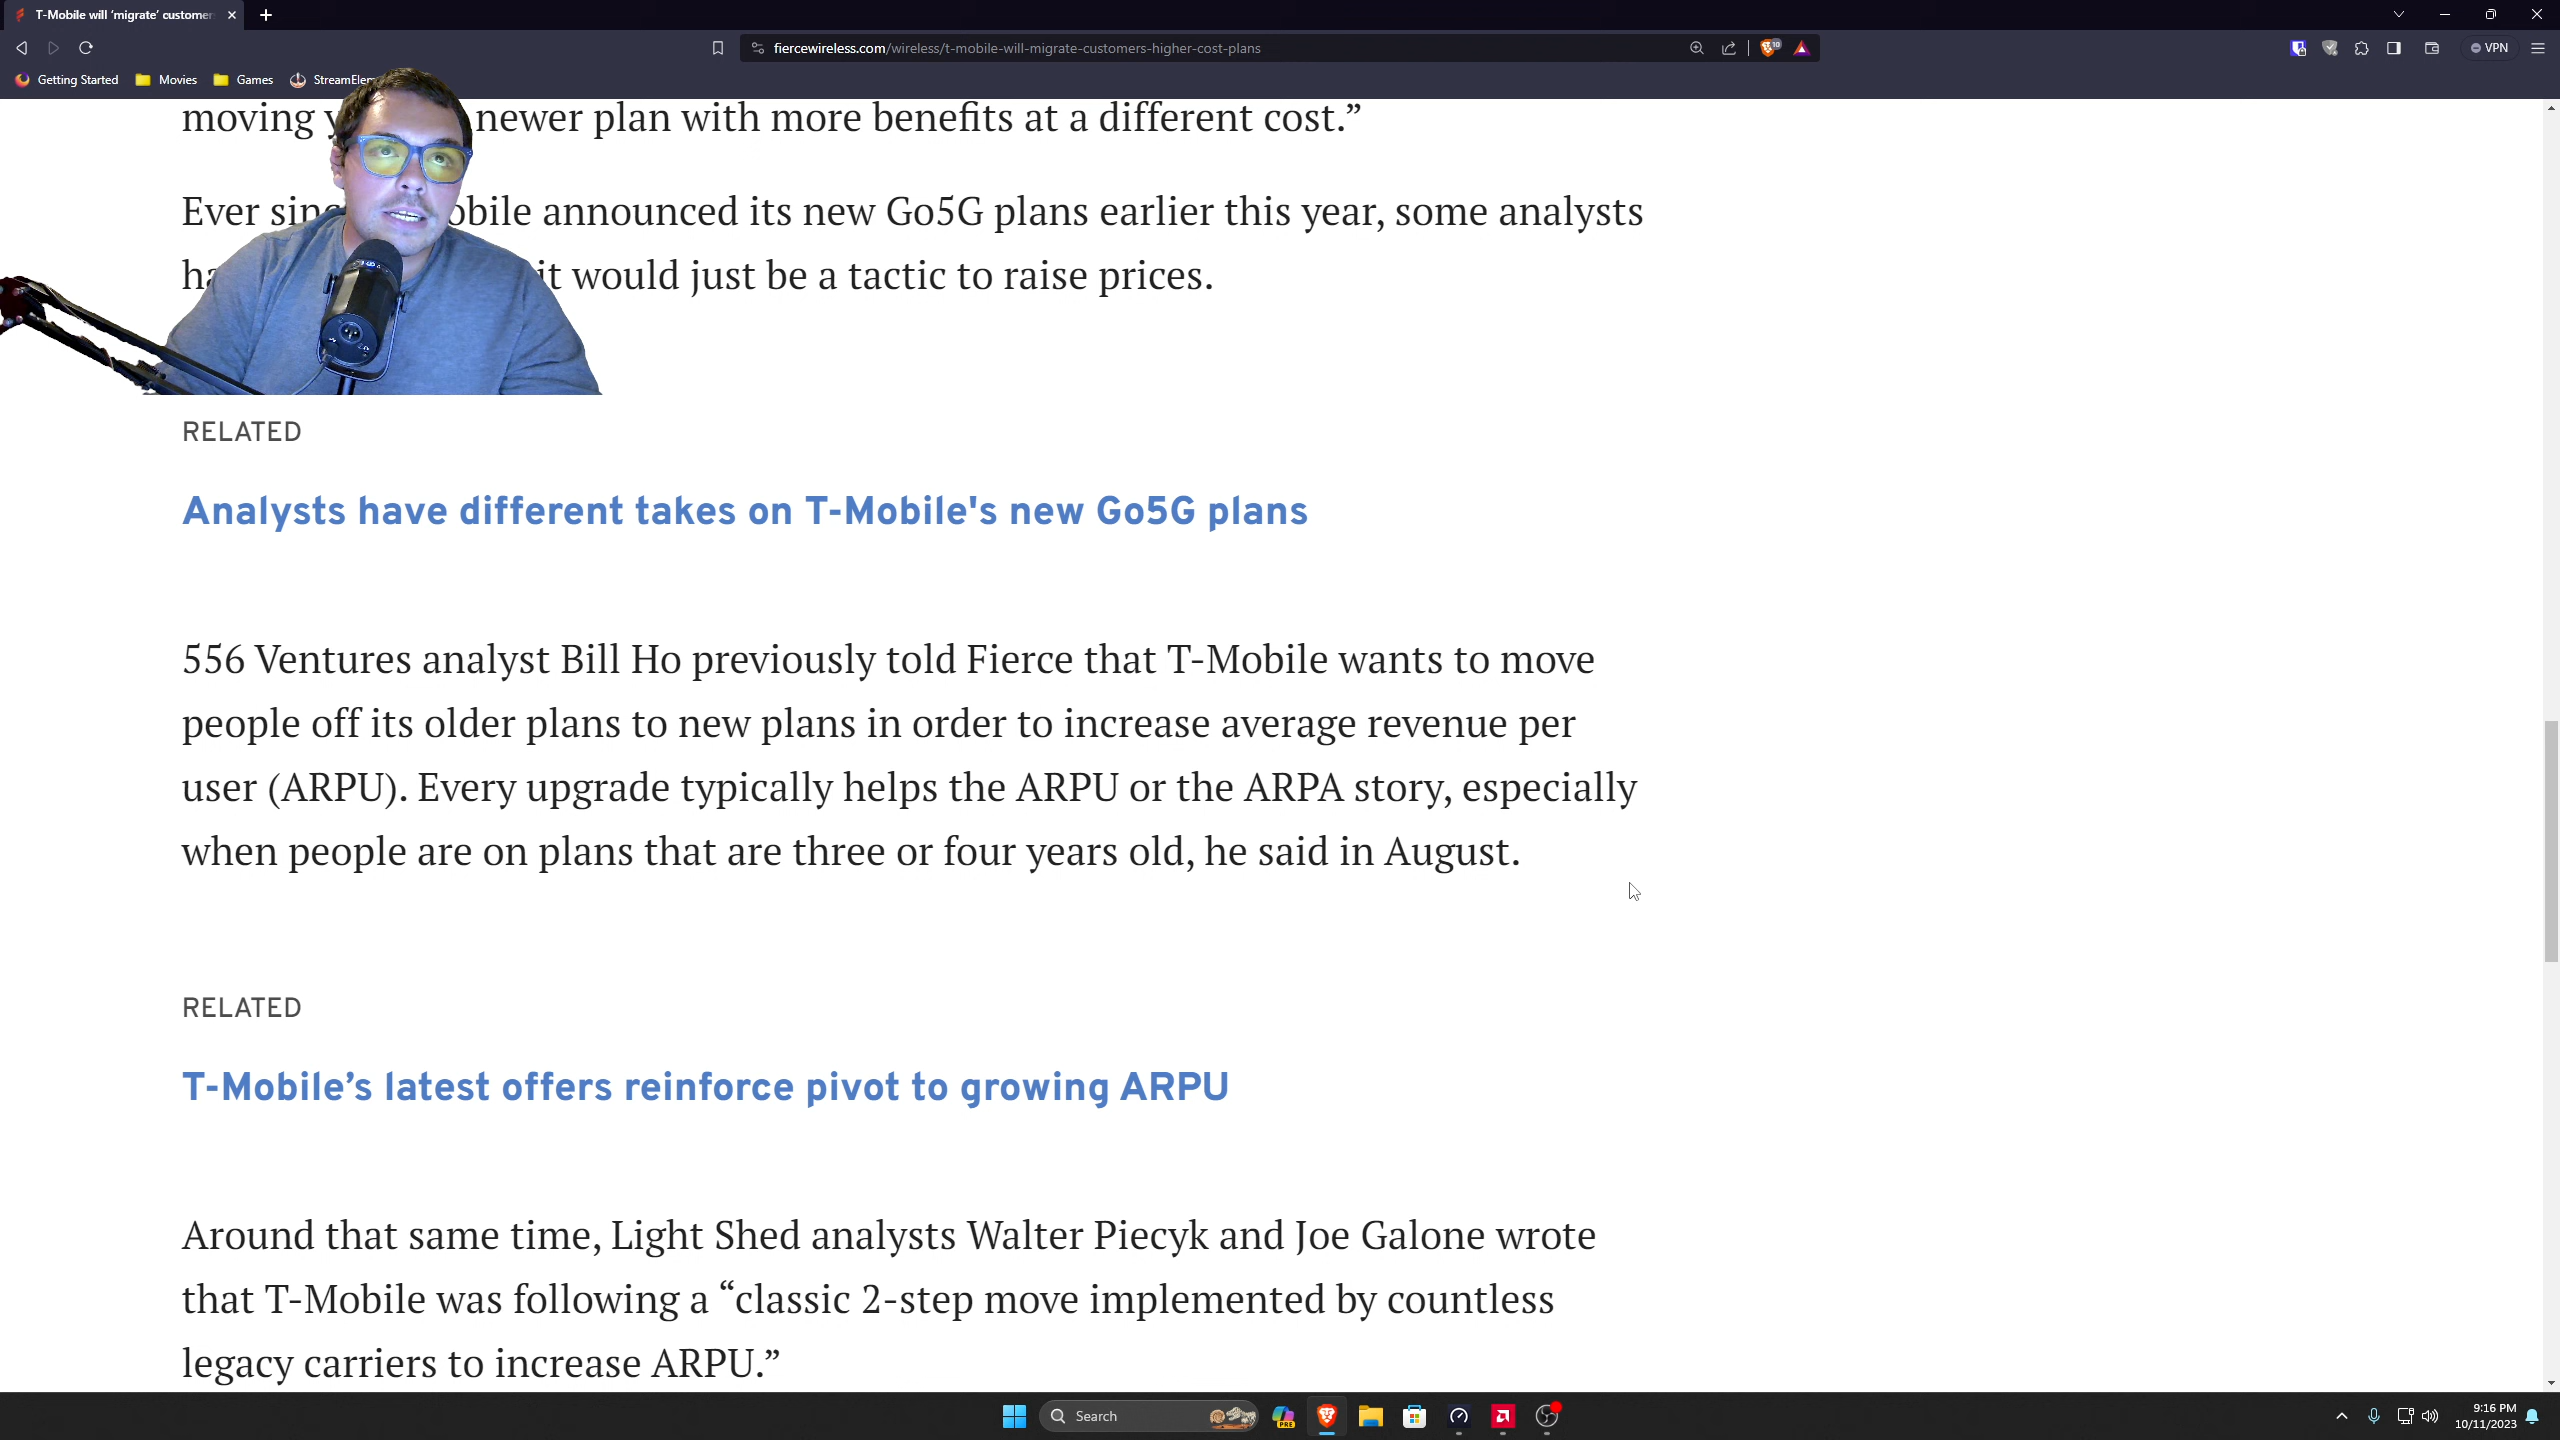 T-Mobile will ‘migrate’ customer
fiercewireless.com/wireless/t-mobile-will-migrate-customers-higher-cost-plans
10
VPN
Getting Started
Movies
Games
StreamElem
moving y newer plan with more benefits at a different cost.”
Ever sinc obile announced its new Go5G plans earlier this year, some analysts
ha it would just be a tactic to raise prices.
RELATED
Analysts have different takes on T-Mobile's new Go5G plans
556 Ventures analyst Bill Ho previously told Fierce that T-Mobile wants to move
people off its older plans to new plans in order to increase average revenue per
user (ARPU). Every upgrade typically helps the ARPU or the ARPA story, especially
when people are on plans that are three or four years old, he said in August.
RELATED
T-Mobile’s latest offers reinforce pivot to growing ARPU
Around that same time, Light Shed analysts Walter Piecyk and Joe Galone wrote
that T-Mobile was following a “classic 2-step move implemented by countless
legacy carriers to increase ARPU.”
Search
PRE
9:16 PM
10/11/2023